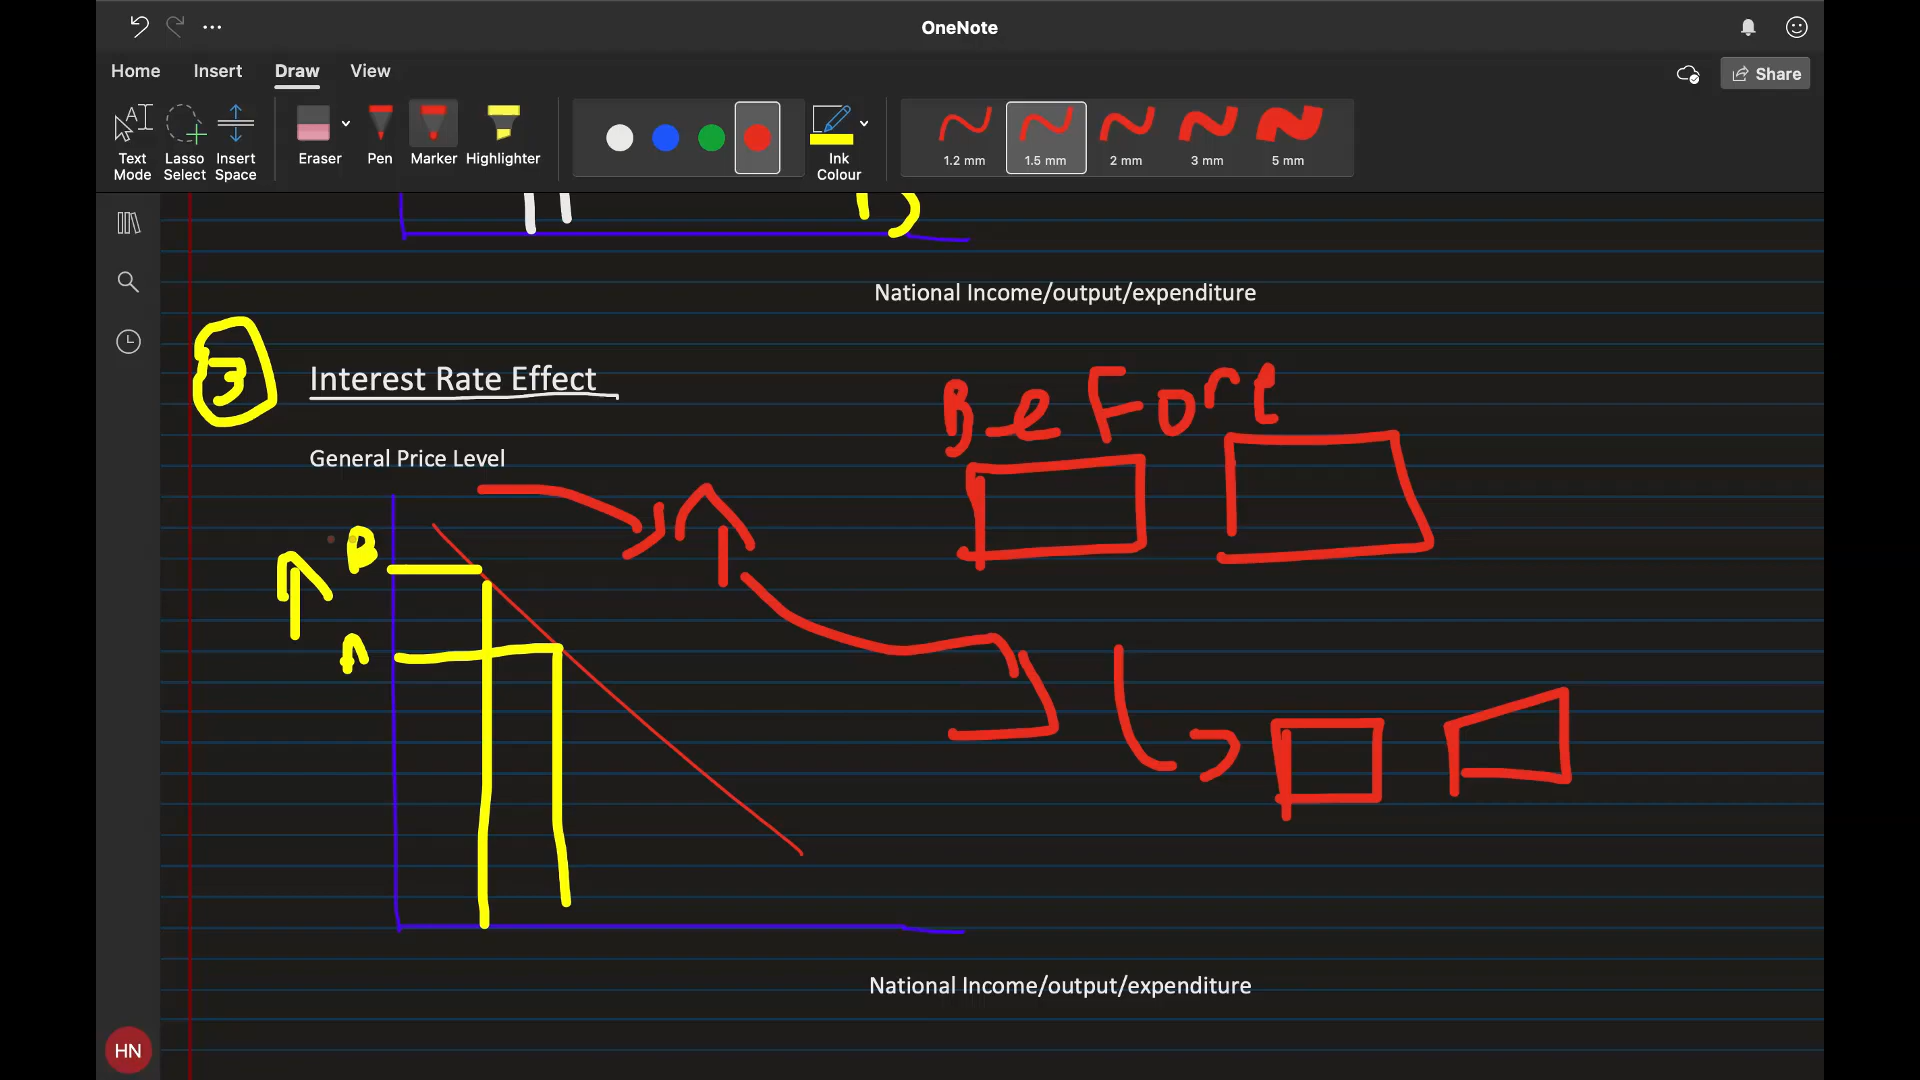 OneNote
Home Insert Draw View
Share
Text Mode
Lasso Select
Insert Space
Eraser
Pen
Marker
Highlighter
Ink Colour
1.2 mm
1.5 mm
2 mm
3 mm
5 mm
National Income/output/expenditure
3
Interest Rate Effect
Before
General Price Level
B
A
National Income/output/expenditure
HN